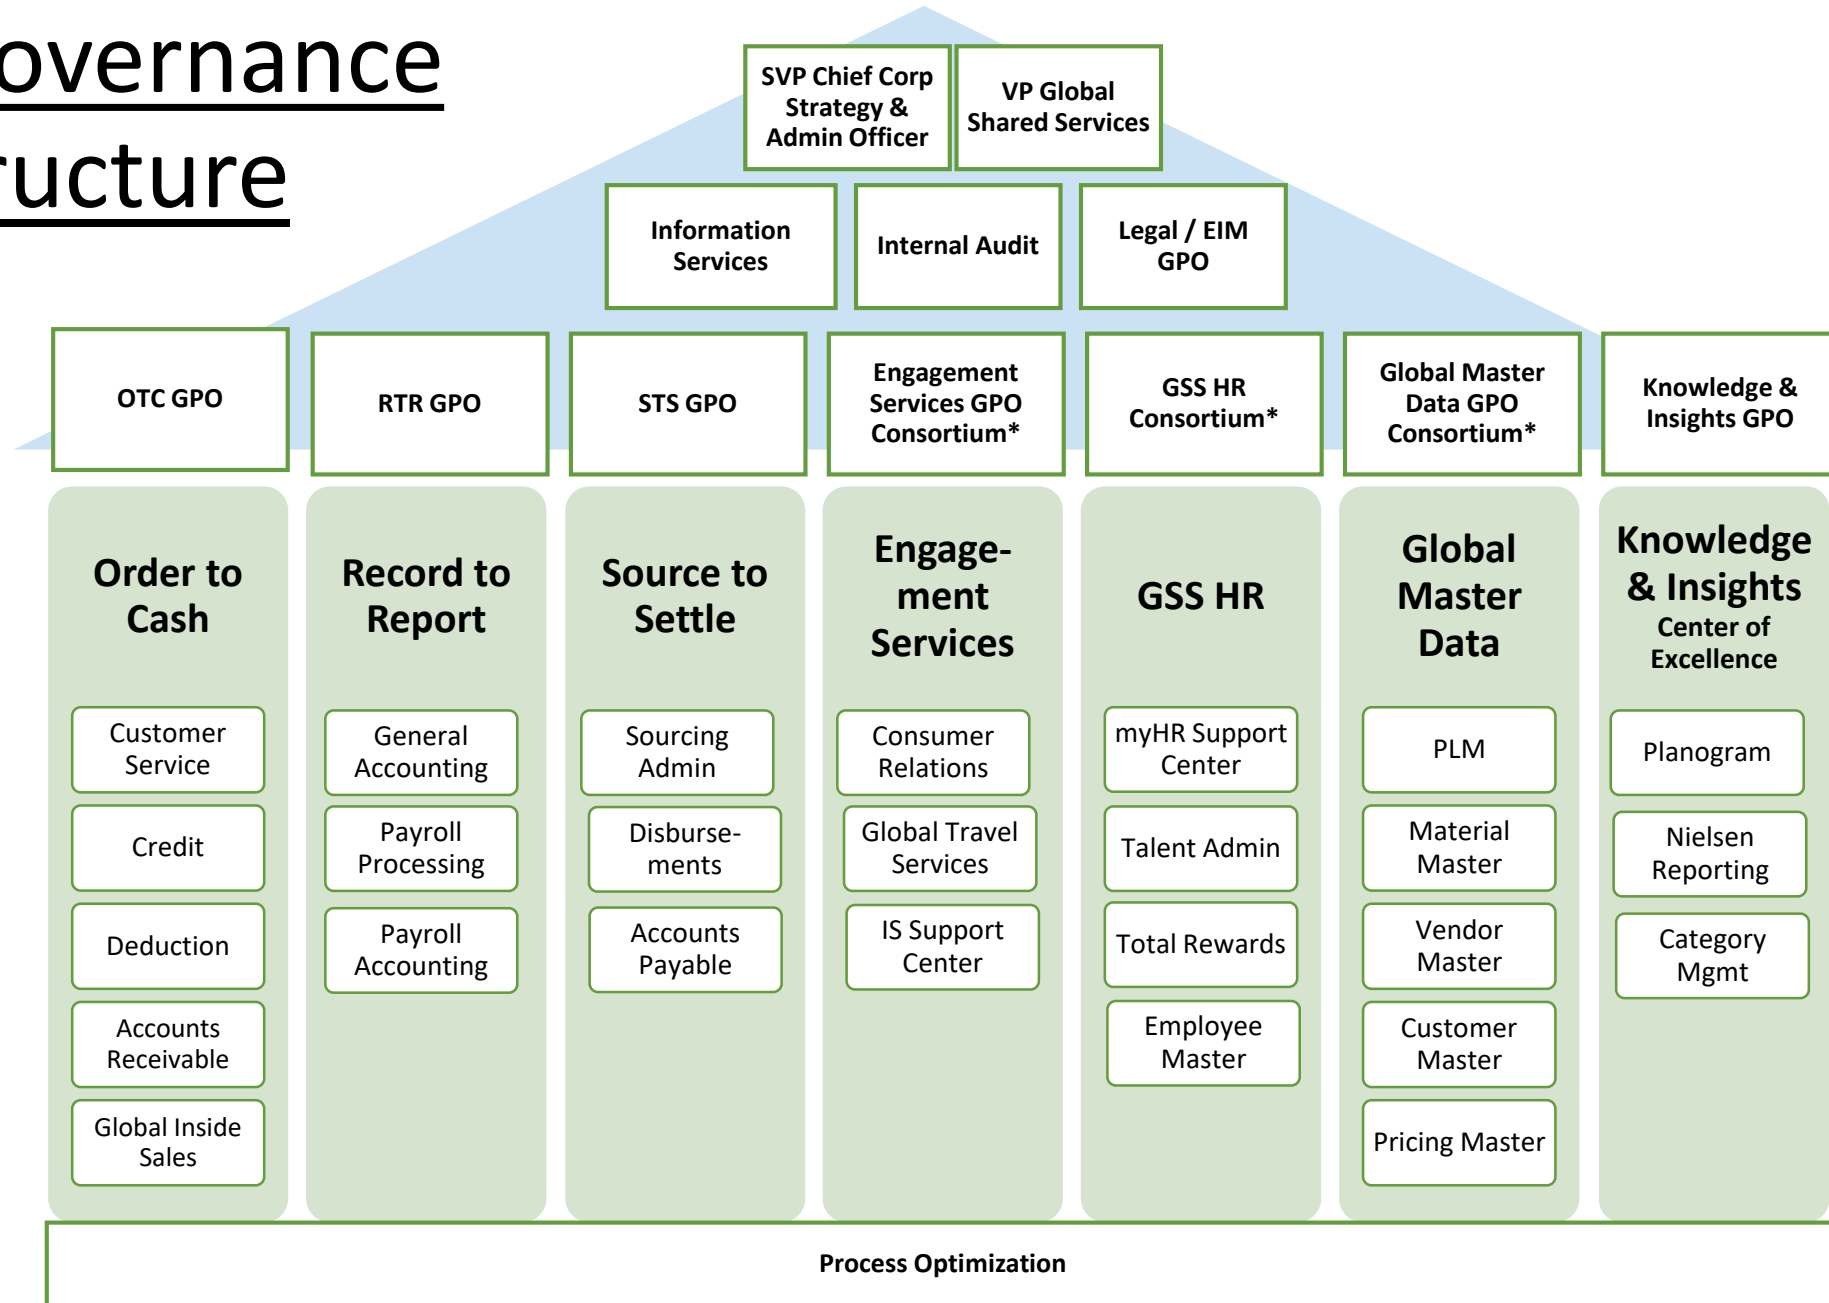 overnance
ructure
SVP Chief Corp
Strategy &
Admin Officer
VP Global
Shared Services
Information
Services
Internal Audit
Legal / EIM
GPO
OTC GPO
RTR GPO
STS GPO
Engagement
Services GPO
Consortium*
GSS HR
Consortium*
Global Master
Data GPO
Consortium*
Knowledge &
Insights GPO
Order to
Cash
Customer
Service
Credit
Deduction
Accounts
Receivable
Global Inside
Sales
Record to
Report
General
Accounting
Payroll
Processing
Payroll
Accounting
Source to
Settle
Sourcing
Admin
Disburse-
ments
Accounts
Payable
Engage-
ment
Services
Consumer
Relations
Global Travel
Services
IS Support
Center
GSS HR
myHR Support
Center
Talent Admin
Total Rewards
Employee
Master
Global
Master
Data
PLM
Material
Master
Vendor
Master
Customer
Master
Pricing Master
Knowledge
& Insights
Center of
Excellence
Planogram
Nielsen
Reporting
Category
Mgmt
Process Optimization